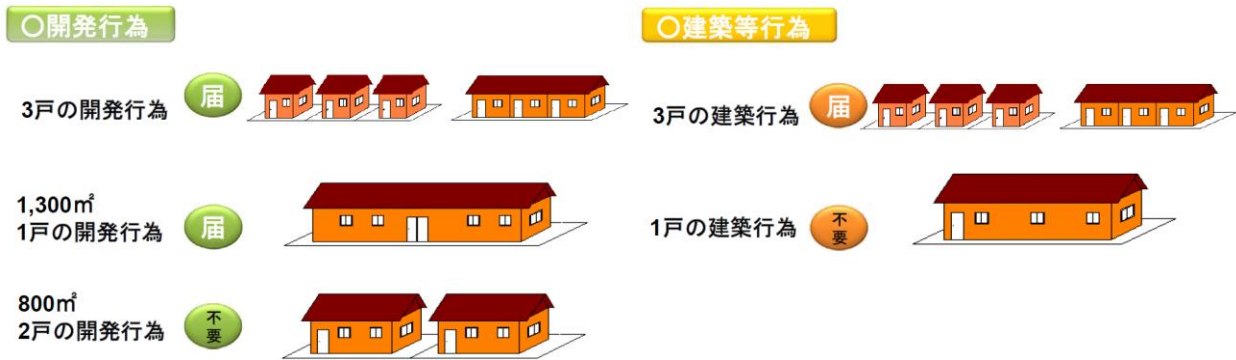 〇開発行為
3戸の開発行為
届
1,300㎡
1戸の開発行為
届
800㎡
2戸の開発行為
不要
〇建築等行為
3戸の建築行為
届
1戸の建築行為
不要